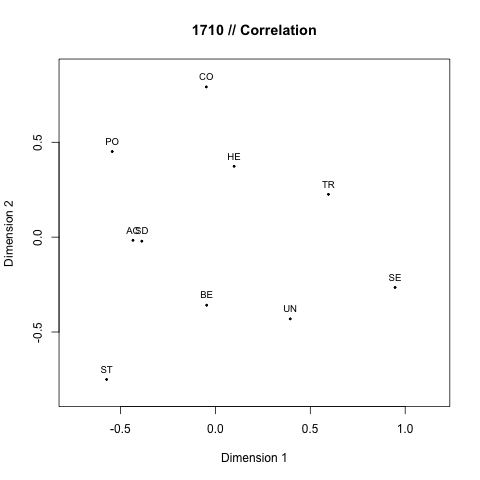 1710 // Correlation
CO
PO
HE
TR
AC
SD
SE
BE
UN
ST
Dimension 2
-0.5
0.0
0.5
-0.5
0.0
0.5
1.0
Dimension 1